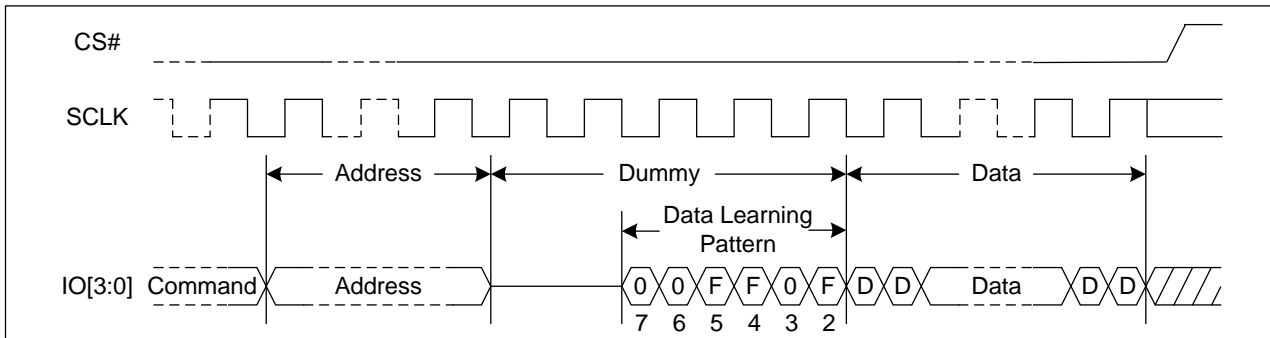 CS#
SCLK
Address Dummy Data
Data Learning
Pattern
IO[3:0] Command Address 0 0 F F 0 F D D Data D D
7 6 5 4 3 2